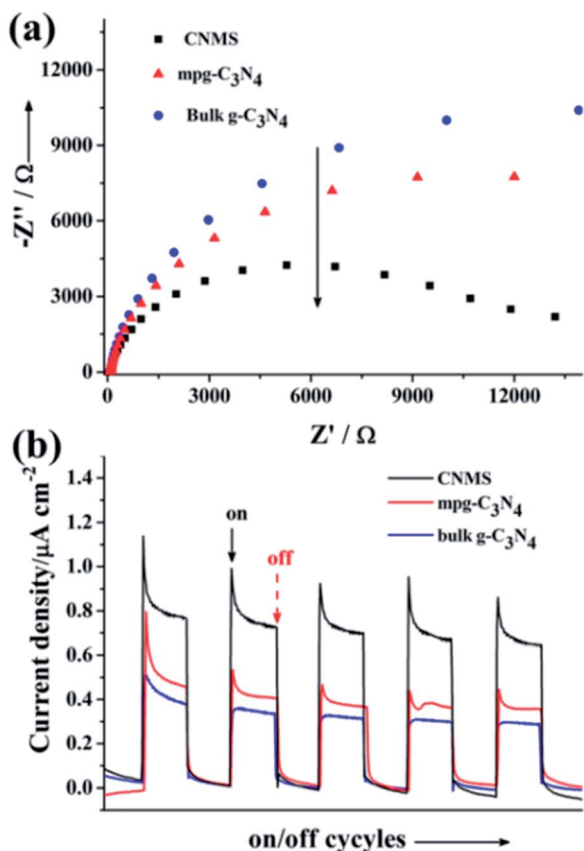 (a)
CNMS
mpg-C3N4
Bulk g-C3N4
-Z'' / Ω
12000
9000
6000
3000
0
0 3000 6000 9000 12000
Z' / Ω
(b)
CNMS
mpg-C3N4
bulk g-C3N4
on
off
Current density/μA cm-2
1.4
1.2
1.0
0.8
0.6
0.4
0.2
0.0
on/off cycyles